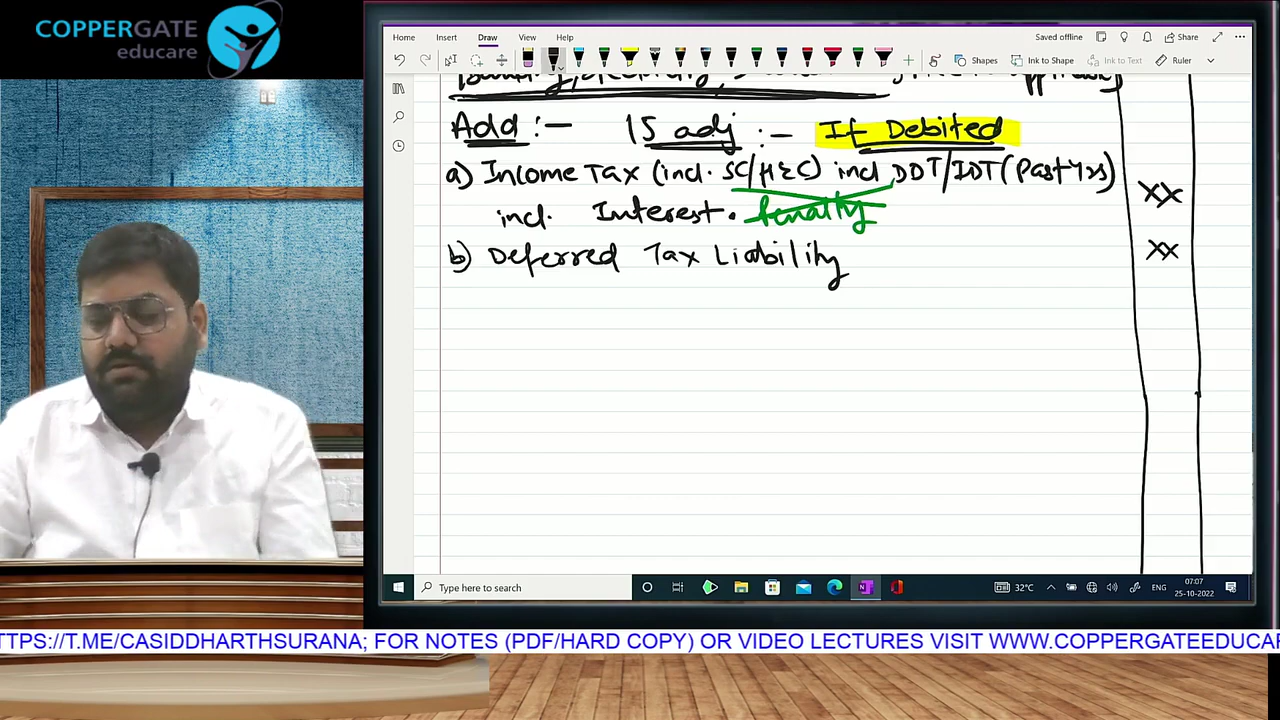 COPPERGATE
educare
Home Insert Draw View Help
Saved offline Share
Shapes Ink to Shape Ink to Text Ruler
Add :- 15 adj :- If Debited
a) Income Tax (incl. SC/HEC) incl DDT/IDT (Past Yrs) XX
incl. Interest. Penalty
b) Deferred Tax Liability XX
Type here to search
32°C ENG 07:07
25-10-2022
TTPS://T.ME/CASIDDHARTHSURANA; FOR NOTES (PDF/HARD COPY) OR VIDEO LECTURES VISIT WWW.COPPERGATEEDUCAR